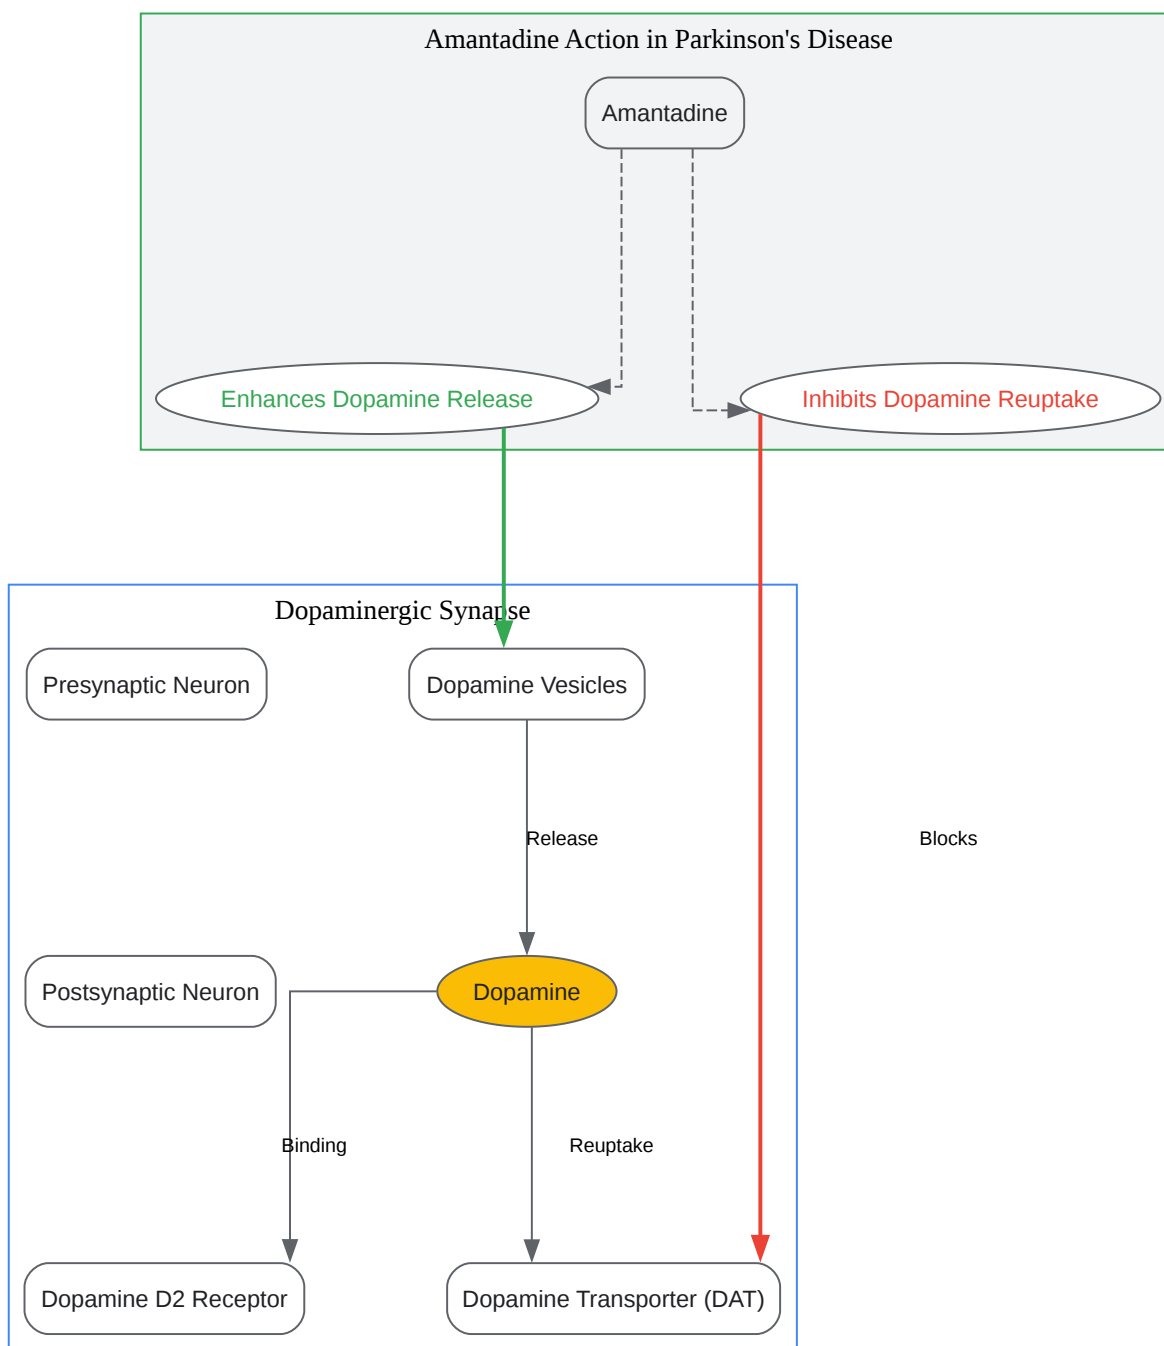 Amantadine Action in Parkinson's Disease
Amantadine
Enhances Dopamine Release
Inhibits Dopamine Reuptake
Dopaminergic Synapse
Presynaptic Neuron
Dopamine Vesicles
Release
Blocks
Postsynaptic Neuron
Dopamine
Binding
Reuptake
Dopamine D2 Receptor
Dopamine Transporter (DAT)